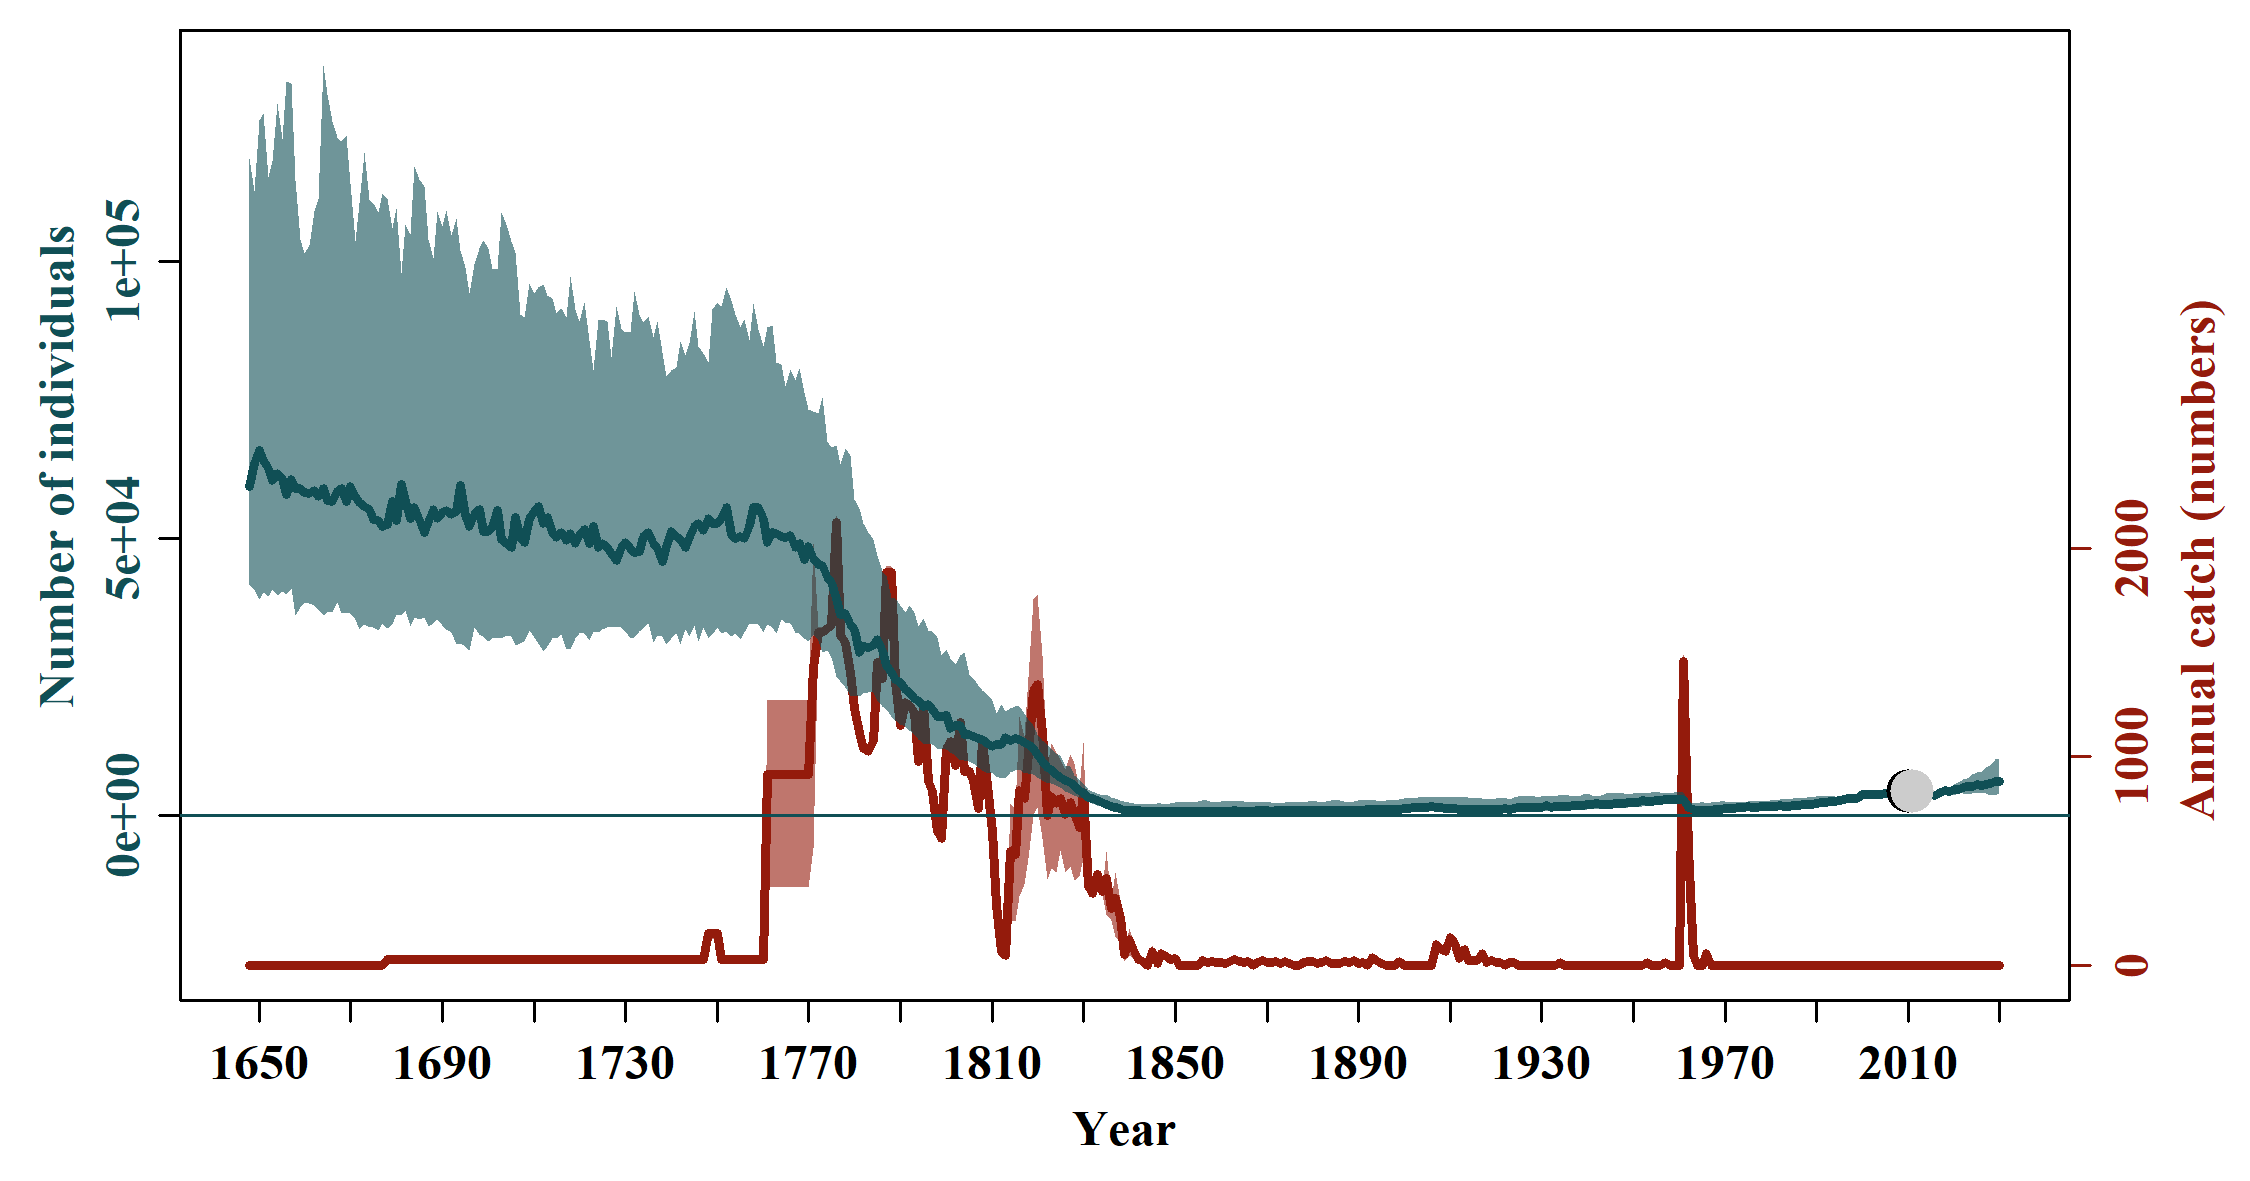 Number of individuals
1e+05
5e+04
0e+00
Annual catch (numbers)
2000
1000
0
1650 1690 1730 1770 1810 1850 1890 1930 1970 2010
Year